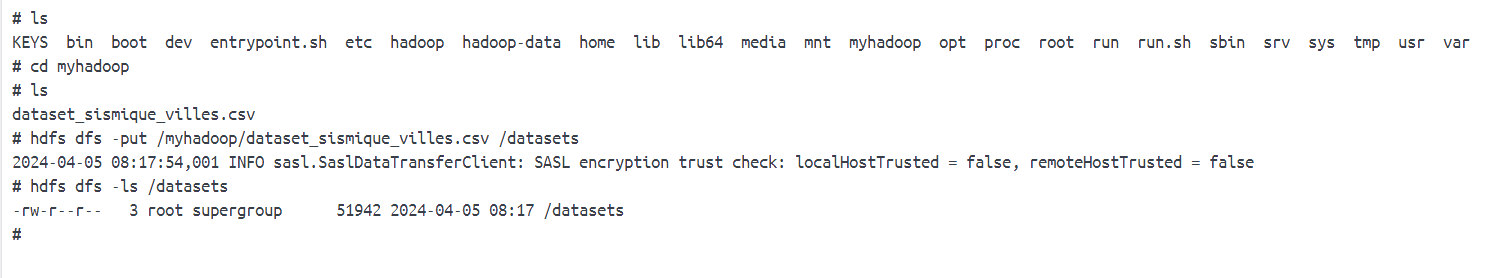 # ls
KEYS  bin  boot  dev  entrypoint.sh  etc  hadoop  hadoop-data  home  lib  lib64  media  mnt  myhadoop  opt  proc  root  run  run.sh  sbin  srv  sys  tmp  usr  var
# cd myhadoop
# ls
dataset_sismique_villes.csv
# hdfs dfs -put /myhadoop/dataset_sismique_villes.csv /datasets
2024-04-05 08:17:54,001 INFO sasl.SaslDataTransferClient: SASL encryption trust check: localHostTrusted = false, remoteHostTrusted = false
# hdfs dfs -ls /datasets
-rw-r--r--   3 root supergroup      51942 2024-04-05 08:17 /datasets
#